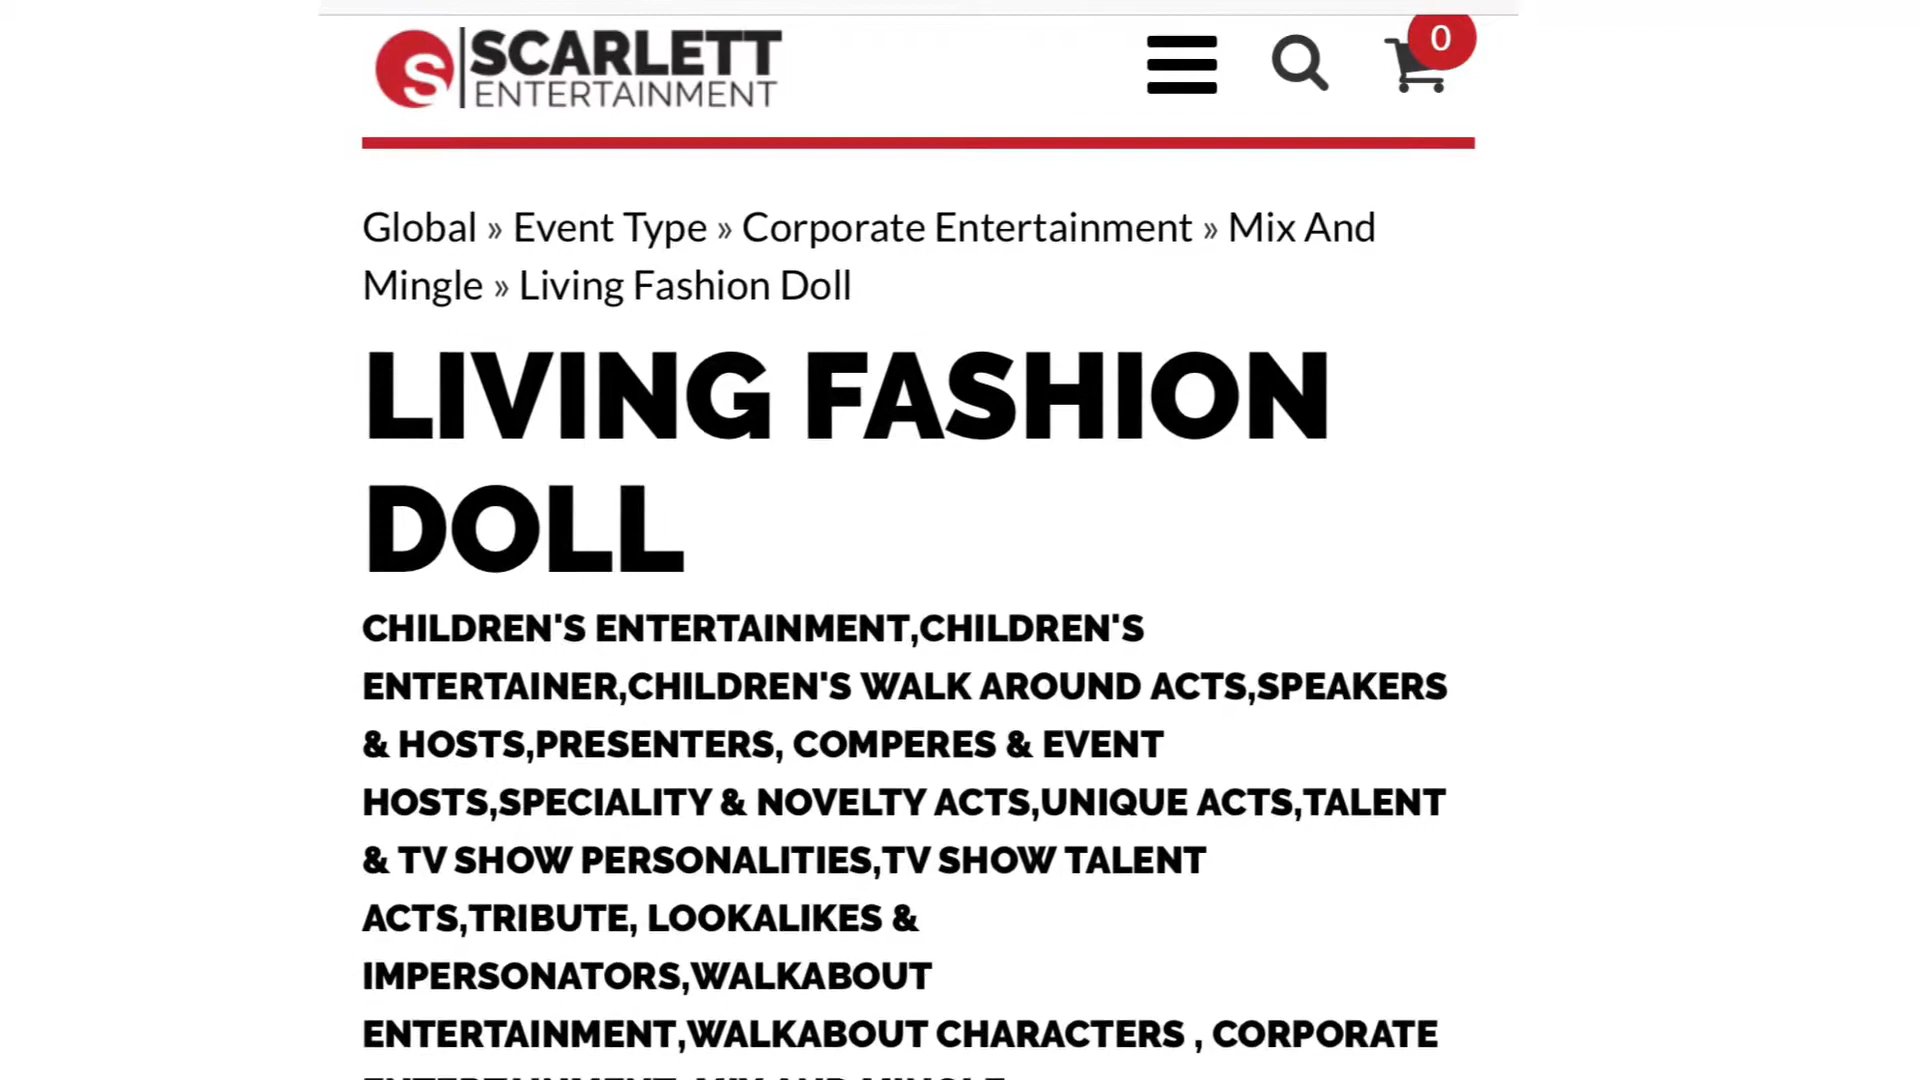 S SCARLETT
ENTERTAINMENT
0
Global » Event Type » Corporate Entertainment » Mix And
Mingle » Living Fashion Doll
LIVING FASHION
DOLL
CHILDREN'S ENTERTAINMENT,CHILDREN'S
ENTERTAINER,CHILDREN'S WALK AROUND ACTS,SPEAKERS
& HOSTS,PRESENTERS, COMPERES & EVENT
HOSTS,SPECIALITY & NOVELTY ACTS,UNIQUE ACTS,TALENT
& TV SHOW PERSONALITIES,TV SHOW TALENT
ACTS,TRIBUTE, LOOKALIKES &
IMPERSONATORS,WALKABOUT
ENTERTAINMENT,WALKABOUT CHARACTERS , CORPORATE